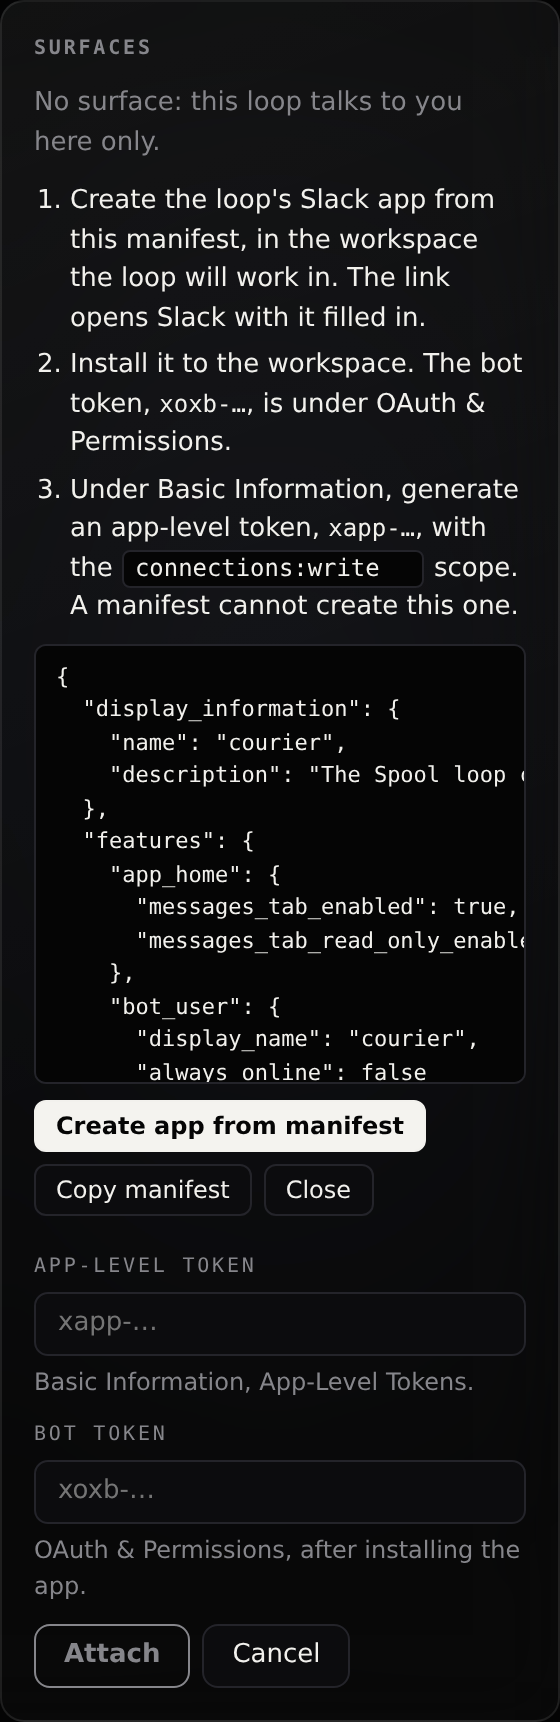 SURFACES
No surface: this loop talks to you
here only.
1. Create the loop's Slack app from
this manifest, in the workspace
the loop will work in. The link
opens Slack with it filled in.
2. Install it to the workspace. The bot
token, xoxb-…, is under OAuth &
Permissions.
3. Under Basic Information, generate
an app-level token, xapp-…, with
the connections:write scope.
A manifest cannot create this one.
{
  "display_information": {
    "name": "courier",
    "description": "The Spool loop
  },
  "features": {
    "app_home": {
      "messages_tab_enabled": true,
      "messages_tab_read_only_enable
    },
    "bot_user": {
      "display_name": "courier",
      "always_online": false
Create app from manifest
Copy manifest Close
APP-LEVEL TOKEN
xapp-…
Basic Information, App-Level Tokens.
BOT TOKEN
xoxb-…
OAuth & Permissions, after installing the
app.
Attach Cancel